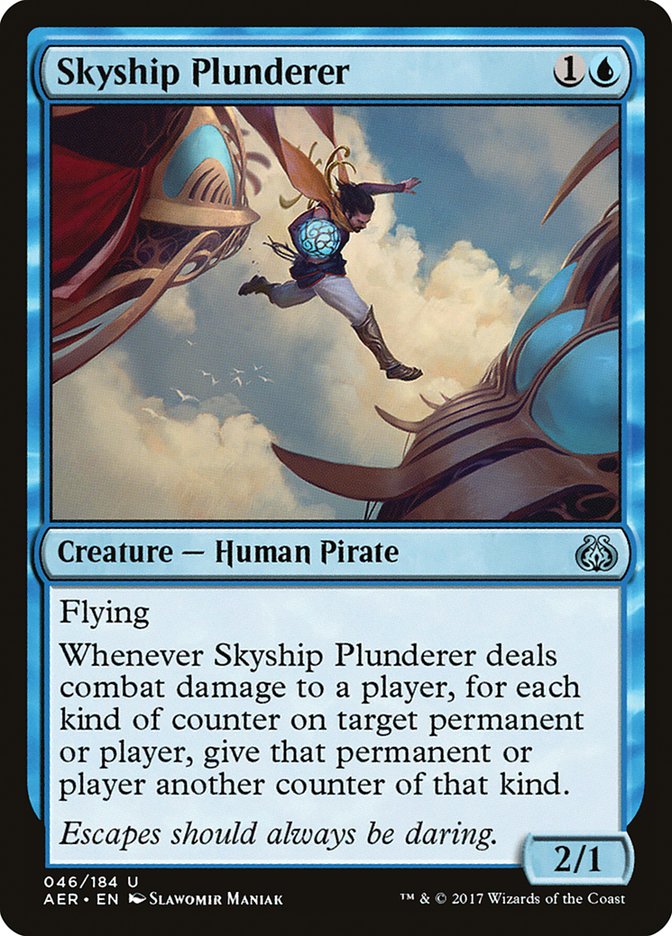 Skyship Plunderer 1
Creature — Human Pirate
Flying
Whenever Skyship Plunderer deals
combat damage to a player, for each
kind of counter on target permanent
or player, give that permanent or
player another counter of that kind.
Escapes should always be daring.
2/1
046/184 U
AER • EN Slawomir Maniak
™ & © 2017 Wizards of the Coast